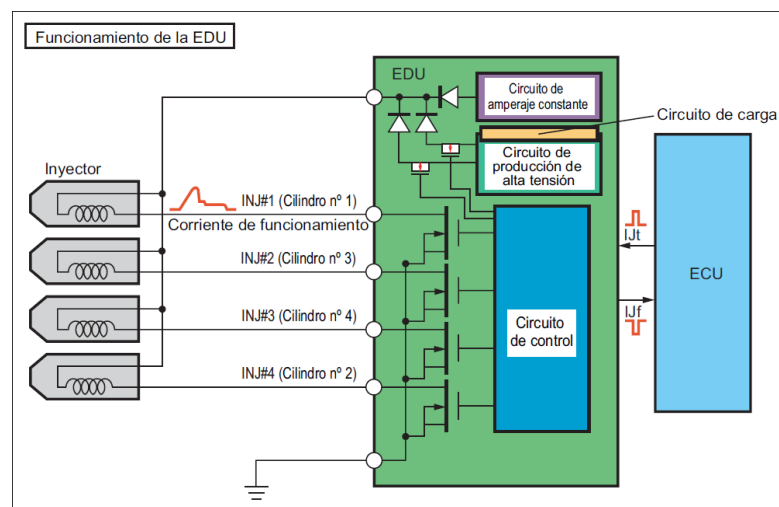 Funcionamiento de la EDU
EDU
Circuito de
amperaje constante
Circuito de carga
Circuito de
producción de
alta tensión
Inyector
INJ#1 (Cilindro nº 1)
Corriente de funcionamiento
INJ#2 (Cilindro nº 3)
INJ#3 (Cilindro nº 4)
INJ#4 (Cilindro nº 2)
Circuito
de control
IJt
IJf
ECU